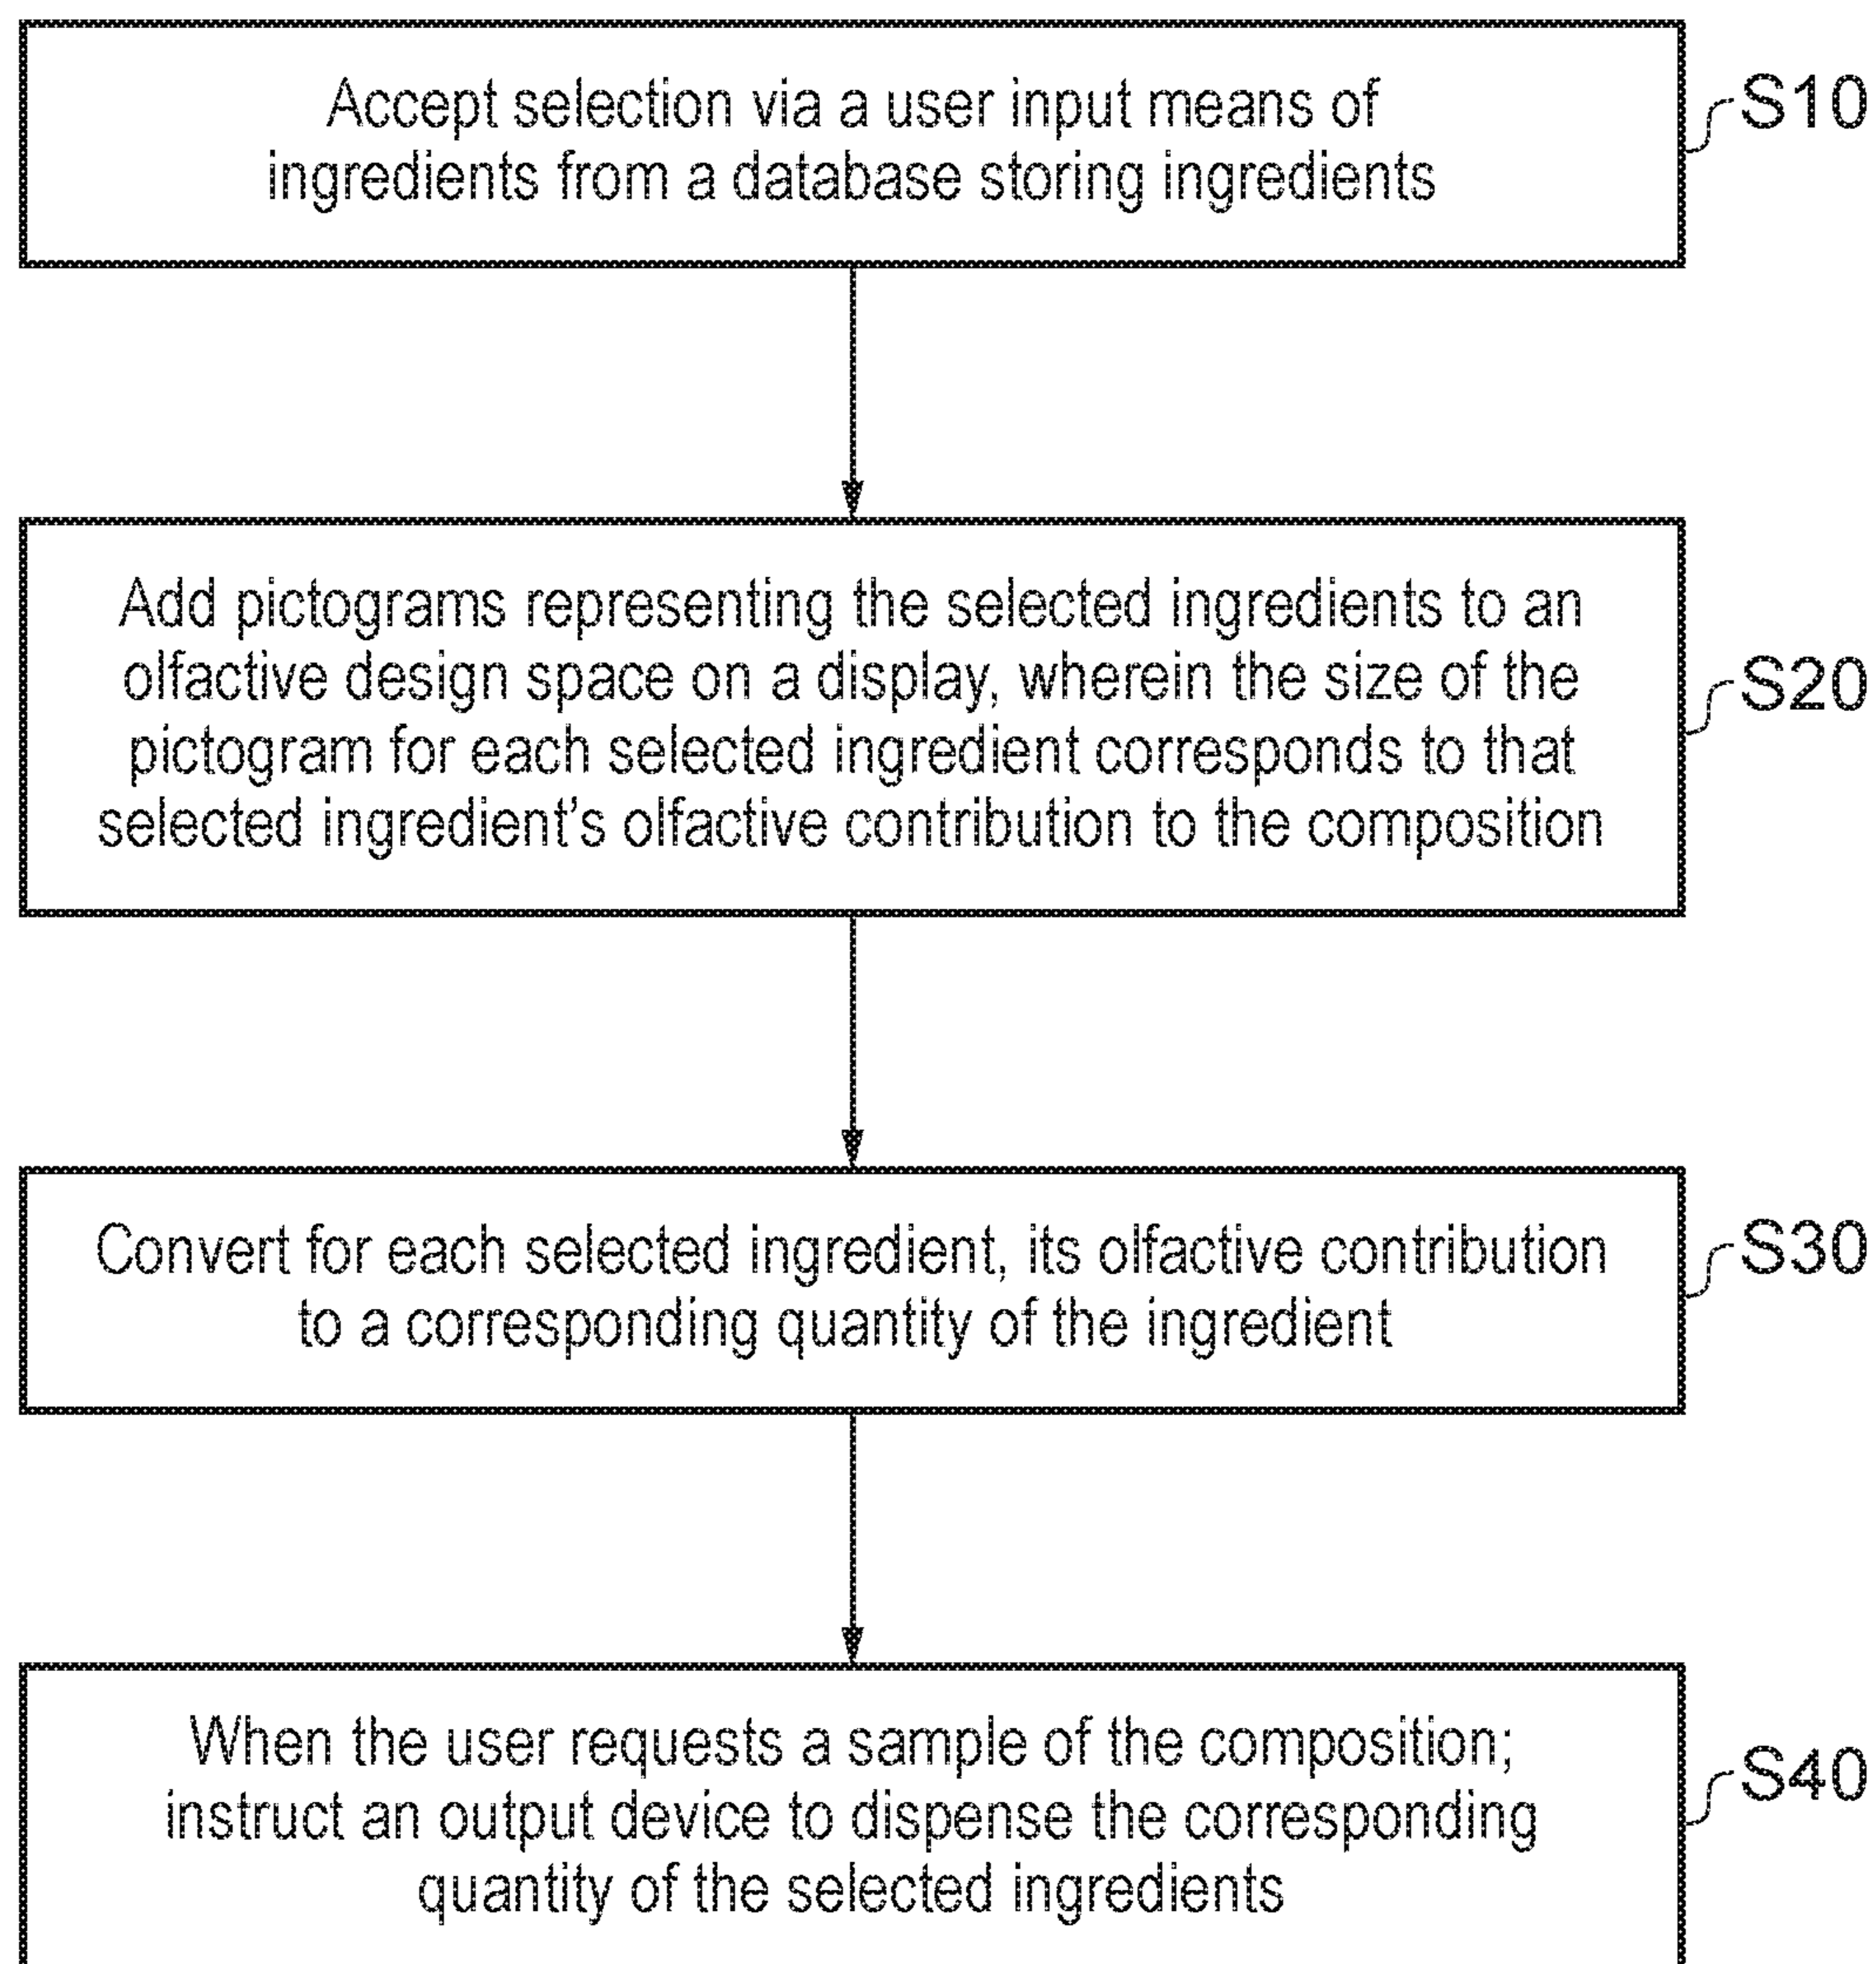 Accept selection via a user input means of
ingredients from a database storing ingredients
S10
Add pictograms representing the selected ingredients to an
olfactive design space on a display, wherein the size of the
pictogram for each selected ingredient corresponds to that
selected ingredient's olfactive contribution to the composition
S20
Convert for each selected ingredient, its olfactive contribution
to a corresponding quantity of the ingredient
S30
When the user requests a sample of the composition;
instruct an output device to dispense the corresponding
quantity of the selected ingredients
S40